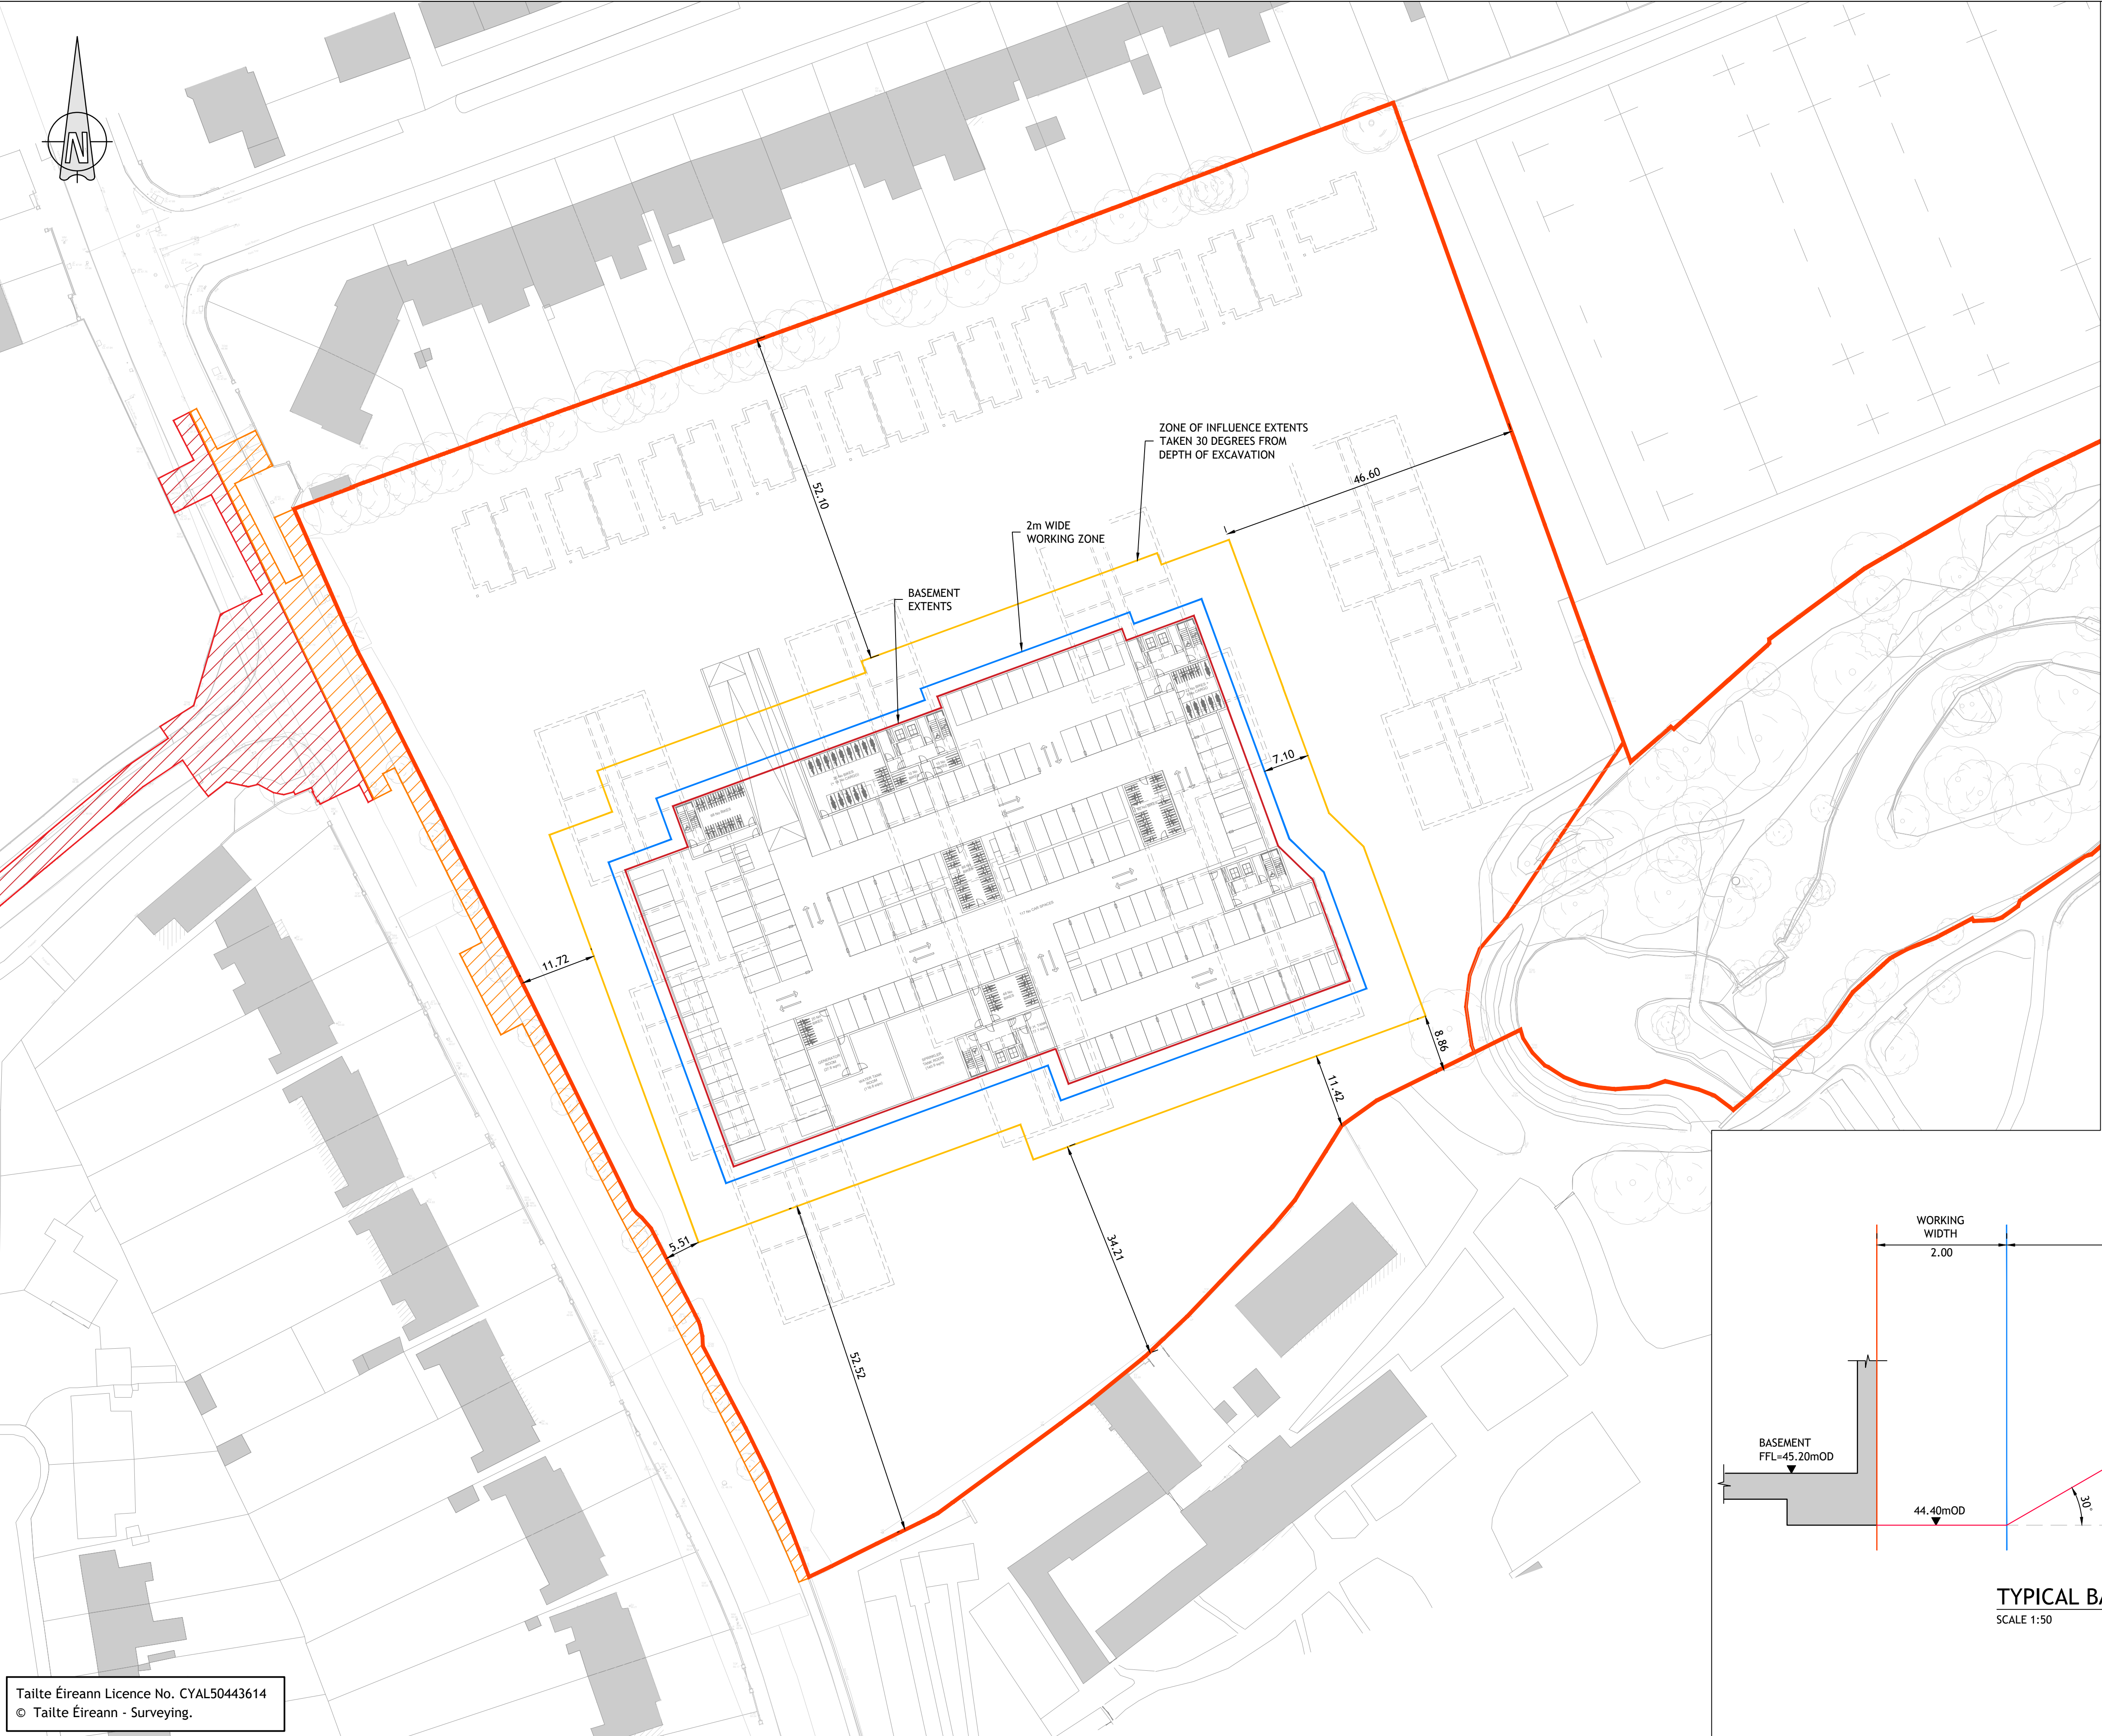 N
ZONE OF INFLUENCE EXTENTS
TAKEN 30 DEGREES FROM
DEPTH OF EXCAVATION
46.60
52.10
2m WIDE
WORKING ZONE
BASEMENT
EXTENTS
7.10
11.72
8.86
11.42
5.51
34.21
52.52
WORKING
WIDTH
2.00
BASEMENT
FFL=45.20mOD
44.40mOD
30°
TYPICAL BA
SCALE 1:50
Tailte Éireann Licence No. CYAL50443614
© Tailte Éireann - Surveying.